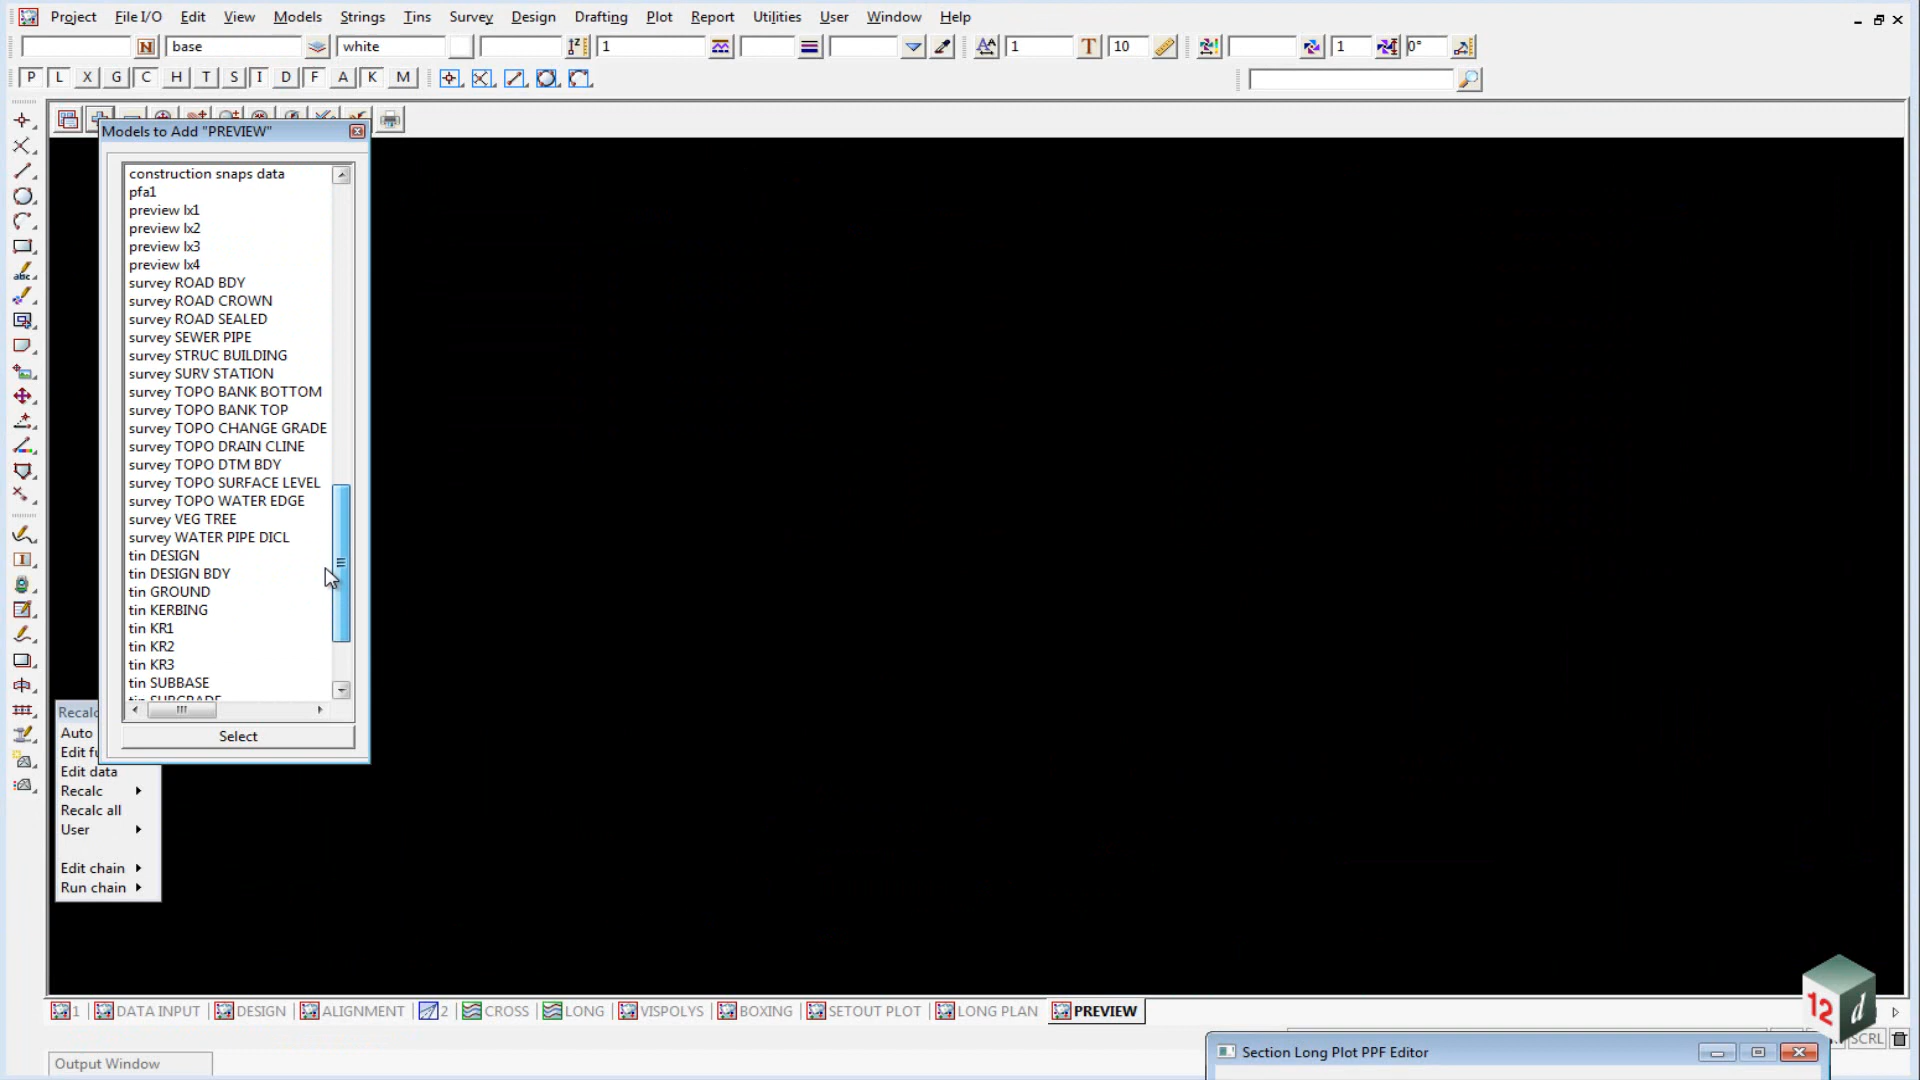 Project File I/O Edit View Models Strings Tins Survey Design Drafting Plot Report Utilities User Window Help
N base white 1 T 1 T 10 1 0°
P L X G C H T S I D F A K M
Models to Add "PREVIEW"
construction snaps data
pfa1
preview lx1
preview lx2
preview lx3
preview lx4
survey ROAD BDY
survey ROAD CROWN
survey ROAD SEALED
survey SEWER PIPE
survey STRUC BUILDING
survey SURV STATION
survey TOPO BANK BOTTOM
survey TOPO BANK TOP
survey TOPO CHANGE GRADE
survey TOPO DRAIN CLINE
survey TOPO DTM BDY
survey TOPO SURFACE LEVEL
survey TOPO WATER EDGE
survey VEG TREE
survey WATER PIPE DICL
tin DESIGN
tin DESIGN BDY
tin GROUND
tin KERBING
tin KR1
tin KR2
tin KR3
tin SUBBASE
tin SUBGRADE
Select
Recalc
Auto
Edit fu
Edit data
Recalc
Recalc all
User
Edit chain
Run chain
1 DATA INPUT DESIGN ALIGNMENT 2 CROSS LONG VISPOLYS BOXING SETOUT PLOT LONG PLAN PREVIEW
12 d
SCRL
Output Window
Section Long Plot PPF Editor